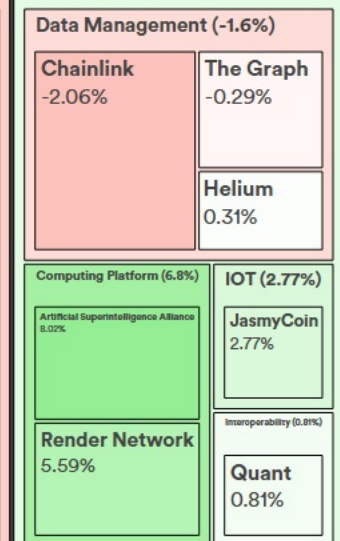 Data Management (-1.6%)
Chainlink
-2.06%
The Graph
-0.29%
Helium
0.31%
Computing Platform (6.8%)
Artificial Superintelligence Alliance
8.02%
Render Network
5.59%
IOT (2.77%)
JasmyCoin
2.77%
Interoperability (0.81%)
Quant
0.81%